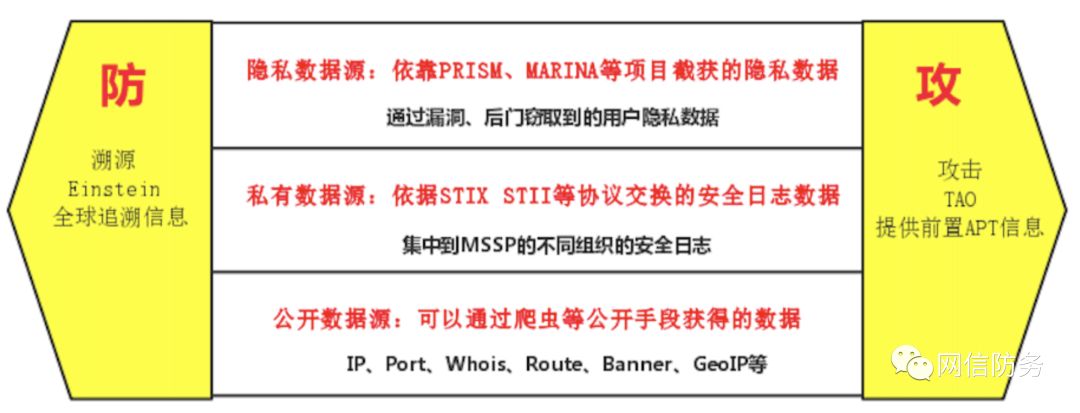 防
溯源
Einstein
全球追溯信息
隐私数据源：依靠PRISM、MARINA等项目截获的隐私数据
通过漏洞、后门窃取到的用户隐私数据
私有数据源：依据STIX STII等协议交换的安全日志数据
集中到MSSP的不同组织的安全日志
公开数据源：可以通过爬虫等公开手段获得的数据
IP、Port、Whois、Route、Banner、GeoIP等
攻
攻击
TAO
提供前置APT信息
网信防务